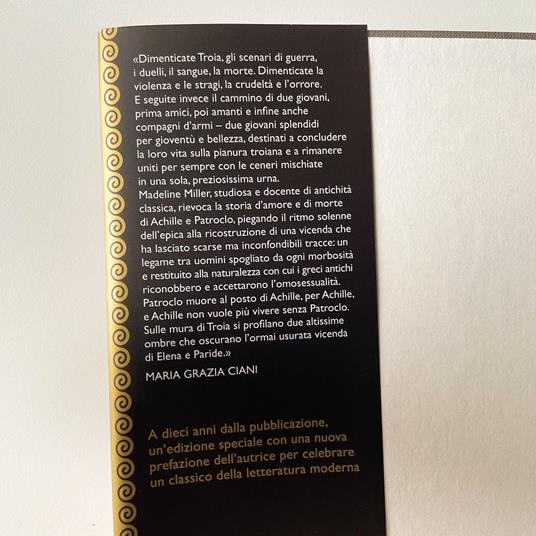 «Dimenticate Troia, gli scenari di guerra,
i duelli, il sangue, la morte. Dimenticate la
violenza e le stragi, la crudeltà e l'orrore.
E seguite invece il cammino di due giovani,
prima amici, poi amanti e infine anche
compagni d'armi – due giovani splendidi
per gioventù e bellezza, destinati a concludere
la loro vita sulla pianura troiana e a rimanere
uniti per sempre con le ceneri mischiate
in una sola, preziosissima urna.
Madeline Miller, studiosa e docente di antichità
classica, rievoca la storia d'amore e di morte
di Achille e Patroclo, piegando il ritmo solenne
dell'epica alla ricostruzione di una vicenda che
ha lasciato scarse ma inconfondibili tracce: un
legame tra uomini spogliato da ogni morbosità
e restituito alla naturalezza con cui i greci antichi
riconobbero e accettarono l'omosessualità.
Patroclo muore al posto di Achille, per Achille,
e Achille non vuole più vivere senza Patroclo.
Sulle mura di Troia si profilano due altissime
ombre che oscurano l'ormai usurata vicenda
di Elena e Paride.»
MARIA GRAZIA CIANI
A dieci anni dalla pubblicazione,
un'edizione speciale con una nuova
prefazione dell'autrice per celebrare
un classico della letteratura moderna